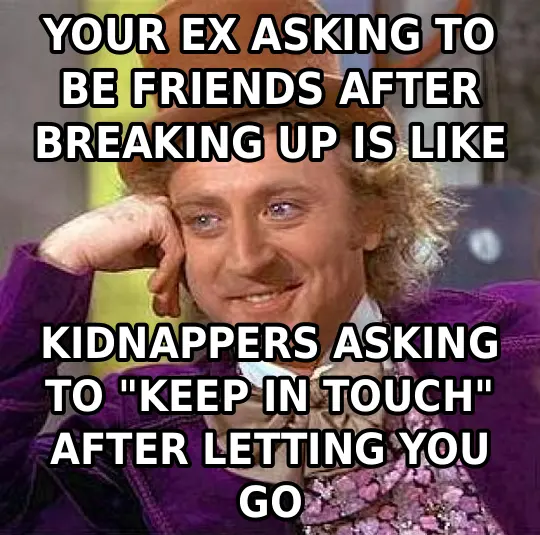 YOUR EX ASKING TO
BE FRIENDS AFTER
BREAKING UP IS LIKE
KIDNAPPERS ASKING
TO "KEEP IN TOUCH"
AFTER LETTING YOU
GO